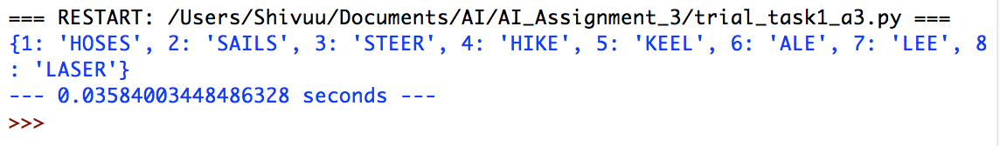 === RESTART: /Users/Shivuu/Documents/AI/AI_Assignment_3/trial_task1_a3.py ===
{1: 'HOSES', 2: 'SAILS', 3: 'STEER', 4: 'HIKE', 5: 'KEEL', 6: 'ALE', 7: 'LEE', 8
: 'LASER'}
--- 0.03584003448486328 seconds ---
>>>